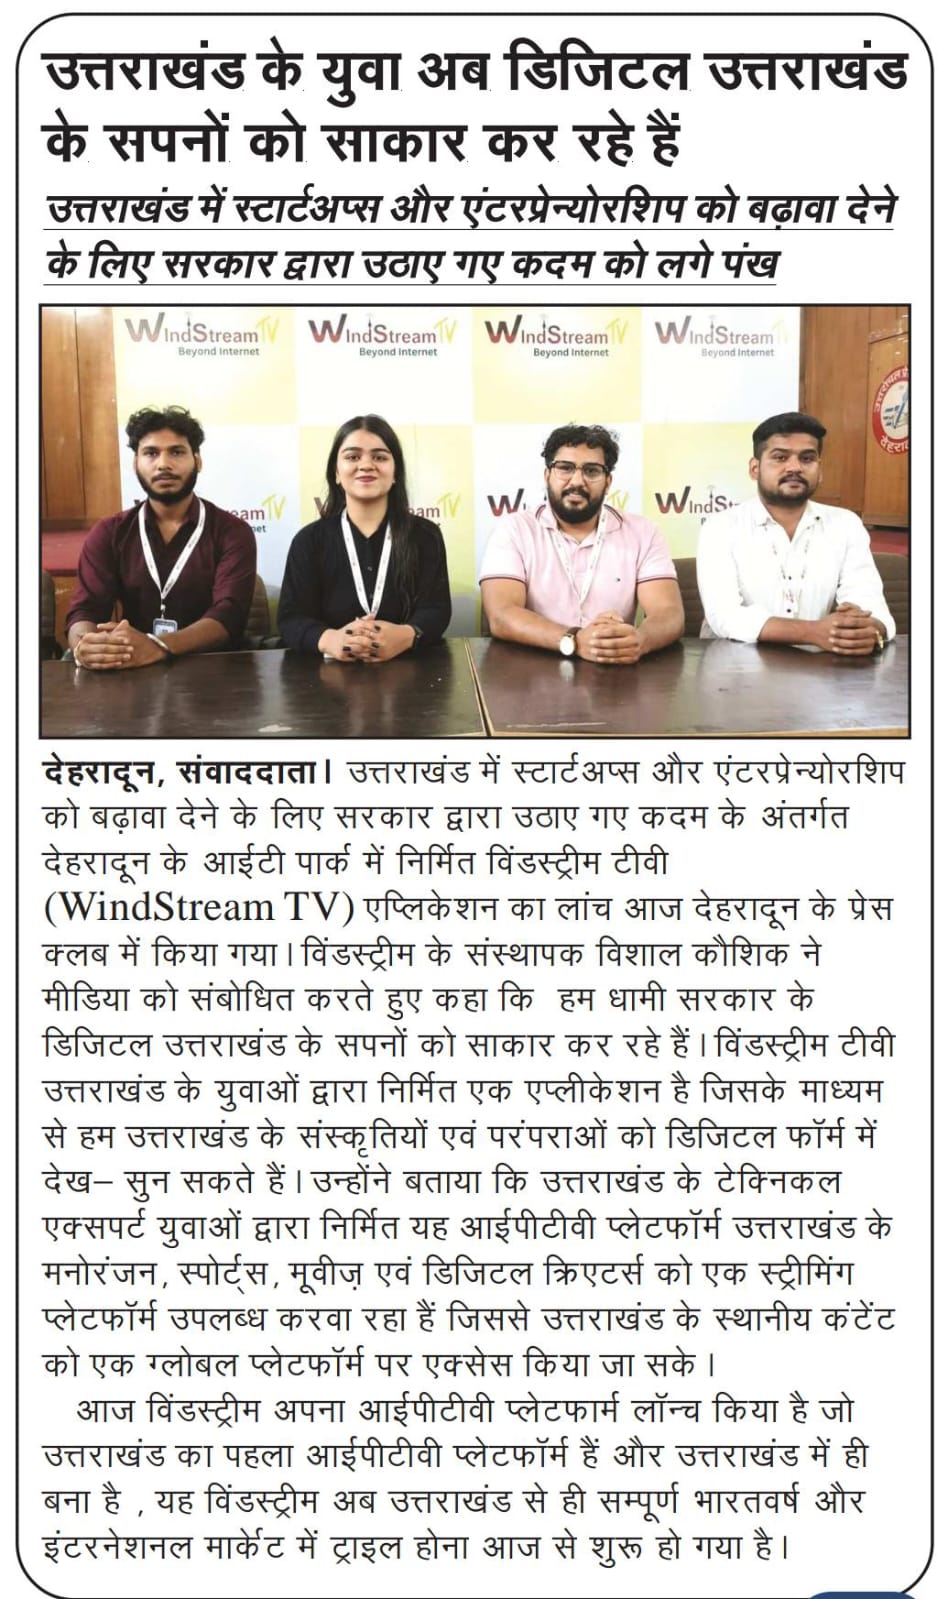 उत्तराखंड के युवा अब डिजिटल उत्तराखंड
के सपनों को साकार कर रहे हैं
उत्तराखंड में स्टार्टअप्स और एंटरप्रेन्योरशिप को बढ़ावा देने
के लिए सरकार द्वारा उठाए गए कदम को लगे पंख
WIndStreamTV WIndStreamTV WIndStreamTV WIndStream
Beyond Internet Beyond Internet Beyond Internet Beyond Internet
देहरादून, संवाददाता। उत्तराखंड में स्टार्टअप्स और एंटरप्रेन्योरशिप
को बढ़ावा देने के लिए सरकार द्वारा उठाए गए कदम के अंतर्गत
देहरादून के आईटी पार्क में निर्मित विंडस्ट्रीम टीवी
(WindStream TV) एप्लिकेशन का लांच आज देहरादून के प्रेस
क्लब में किया गया। विंडस्ट्रीम के संस्थापक विशाल कौशिक ने
मीडिया को संबोधित करते हुए कहा कि हम धामी सरकार के
डिजिटल उत्तराखंड के सपनों को साकार कर रहे हैं। विंडस्ट्रीम टीवी
उत्तराखंड के युवाओं द्वारा निर्मित एक एप्लीकेशन है जिसके माध्यम
से हम उत्तराखंड के संस्कृतियों एवं परंपराओं को डिजिटल फॉर्म में
देख– सुन सकते हैं। उन्होंने बताया कि उत्तराखंड के टेक्निकल
एक्सपर्ट युवाओं द्वारा निर्मित यह आईपीटीवी प्लेटफॉर्म उत्तराखंड के
मनोरंजन, स्पोर्ट्स, मूवीज़ एवं डिजिटल क्रिएटर्स को एक स्ट्रीमिंग
प्लेटफॉर्म उपलब्ध करवा रहा हैं जिससे उत्तराखंड के स्थानीय कंटेंट
को एक ग्लोबल प्लेटफॉर्म पर एक्सेस किया जा सके।
आज विंडस्ट्रीम अपना आईपीटीवी प्लेटफार्म लॉन्च किया है जो
उत्तराखंड का पहला आईपीटीवी प्लेटफॉर्म हैं और उत्तराखंड में ही
बना है , यह विंडस्ट्रीम अब उत्तराखंड से ही सम्पूर्ण भारतवर्ष और
इंटरनेशनल मार्केट में ट्राइल होना आज से शुरू हो गया है।